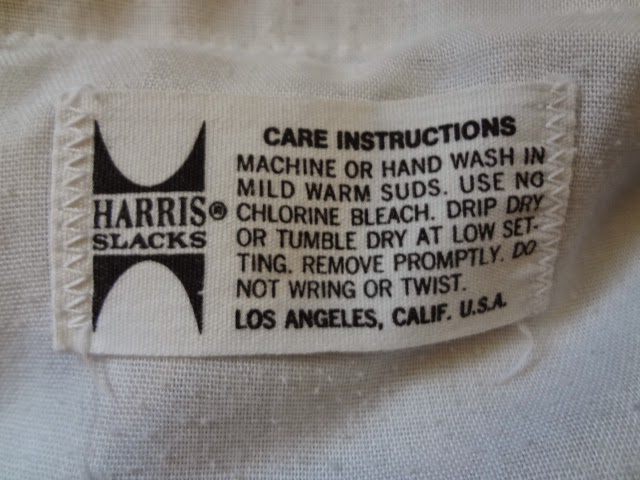 HARRIS®
SLACKS
CARE INSTRUCTIONS
MACHINE OR HAND WASH IN
MILD WARM SUDS. USE NO
CHLORINE BLEACH. DRIP DRY
OR TUMBLE DRY AT LOW SET-
TING. REMOVE PROMPTLY. DO
NOT WRING OR TWIST.
LOS ANGELES, CALIF. U.S.A.